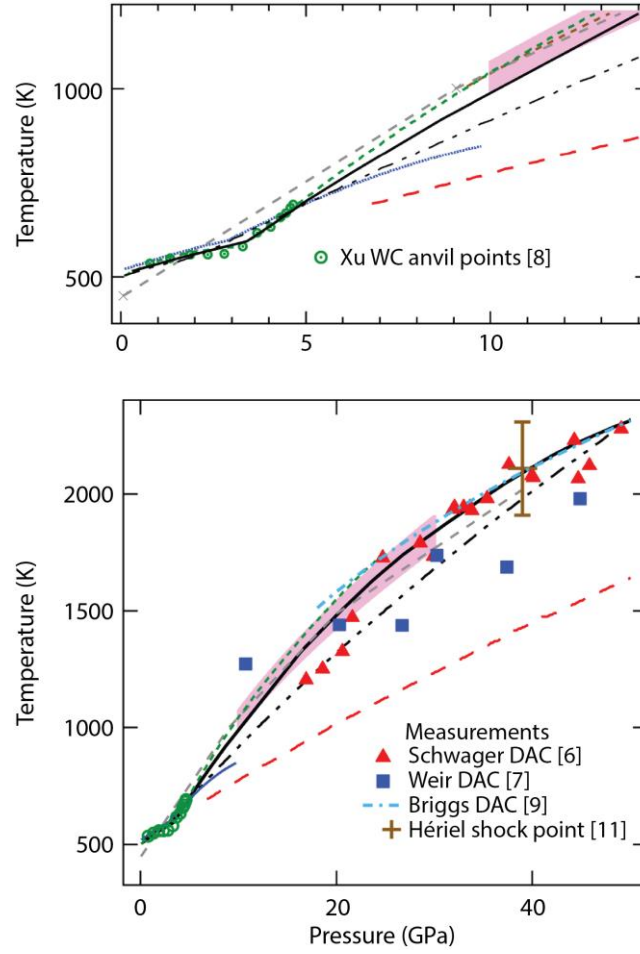 Temperature (K)
1000
500
Xu WC anvil points [8]
0
5
10
Temperature (K)
2000
1500
1000
500
Measurements
Schwager DAC [6]
Weir DAC [7]
Briggs DAC [9]
Hériel shock point [11]
0
20
40
Pressure (GPa)